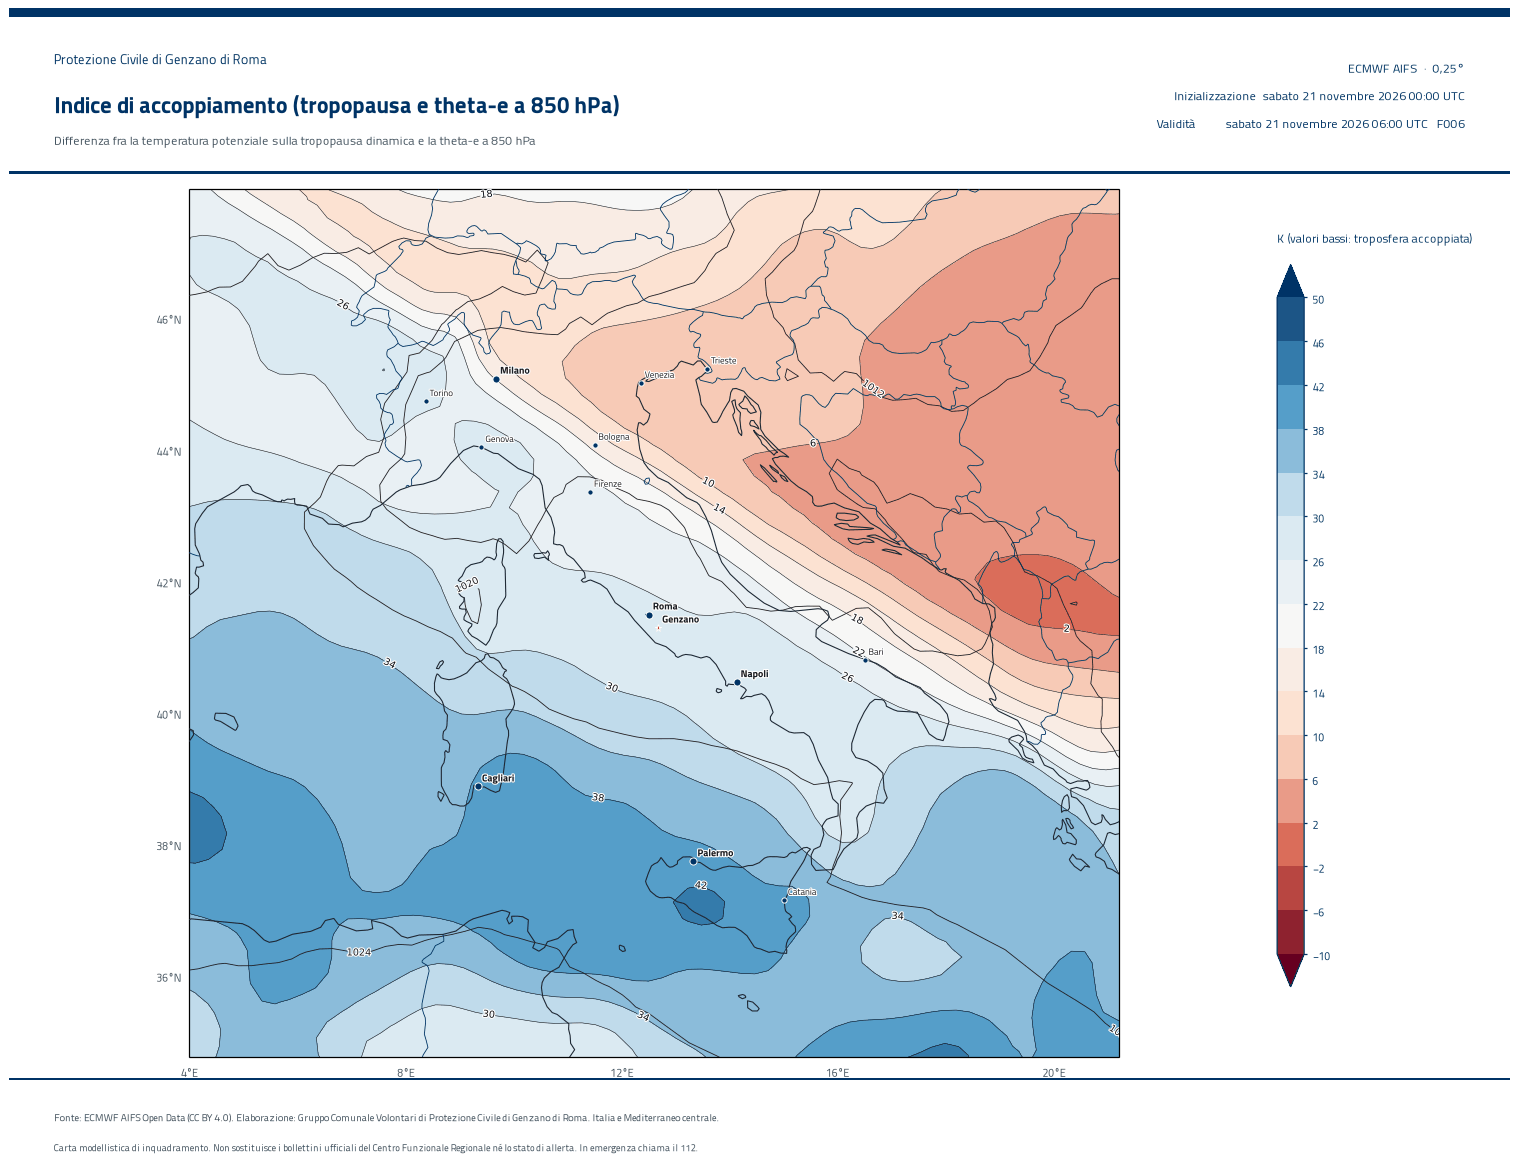 Protezione Civile di Genzano di Roma
Indice di accoppiamento (tropopausa e theta-e a 850 hPa)
Differenza fra la temperatura potenziale sulla tropopausa dinamica e la theta-e a 850 hPa
ECMWF AIFS · 0,25°
Inizializzazione sabato 21 novembre 2026 00:00 UTC
Validità sabato 21 novembre 2026 06:00 UTC F006
K (valori bassi: troposfera accoppiata)
50
46
42
38
34
30
26
22
18
14
10
6
2
−2
−6
−10
46°N
44°N
42°N
40°N
38°N
36°N
4°E
8°E
12°E
16°E
20°E
18
26
Milano
Torino
Venezia
Trieste
1012
Genova
Bologna
6
Firenze
10
14
1020
Roma
Genzano
18
2
22
Bari
34
30
Napoli
26
Cagliari
38
Palermo
42
Catania
34
1024
30
34
Fonte: ECMWF AIFS Open Data (CC BY 4.0). Elaborazione: Gruppo Comunale Volontari di Protezione Civile di Genzano di Roma. Italia e Mediterraneo centrale.
Carta modellistica di inquadramento. Non sostituisce i bollettini ufficiali del Centro Funzionale Regionale né lo stato di allerta. In emergenza chiama il 112.